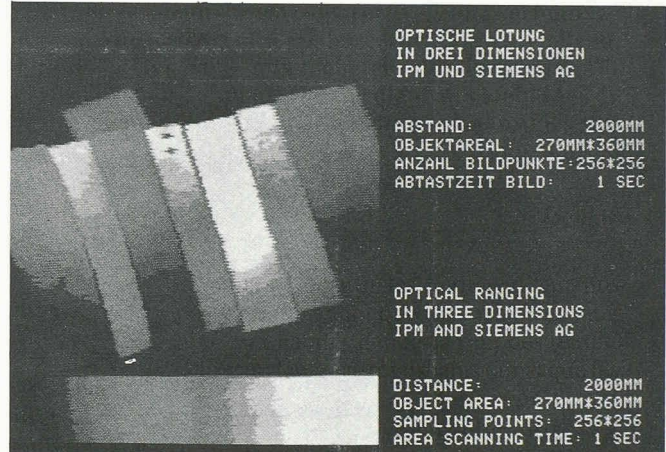 OPTISCHE LOTUNG
IN DREI DIMENSIONEN
IPM UND SIEMENS AG
ABSTAND: 2000MM
OBJEKTAREAL: 270MM*360MM
ANZAHL BILDPUNKTE:256*256
ABTASTZEIT BILD: 1 SEC
OPTICAL RANGING
IN THREE DIMENSIONS
IPM AND SIEMENS AG
DISTANCE: 2000MM
OBJECT AREA: 270MM*360MM
SAMPLING POINTS: 256*256
AREA SCANNING TIME: 1 SEC